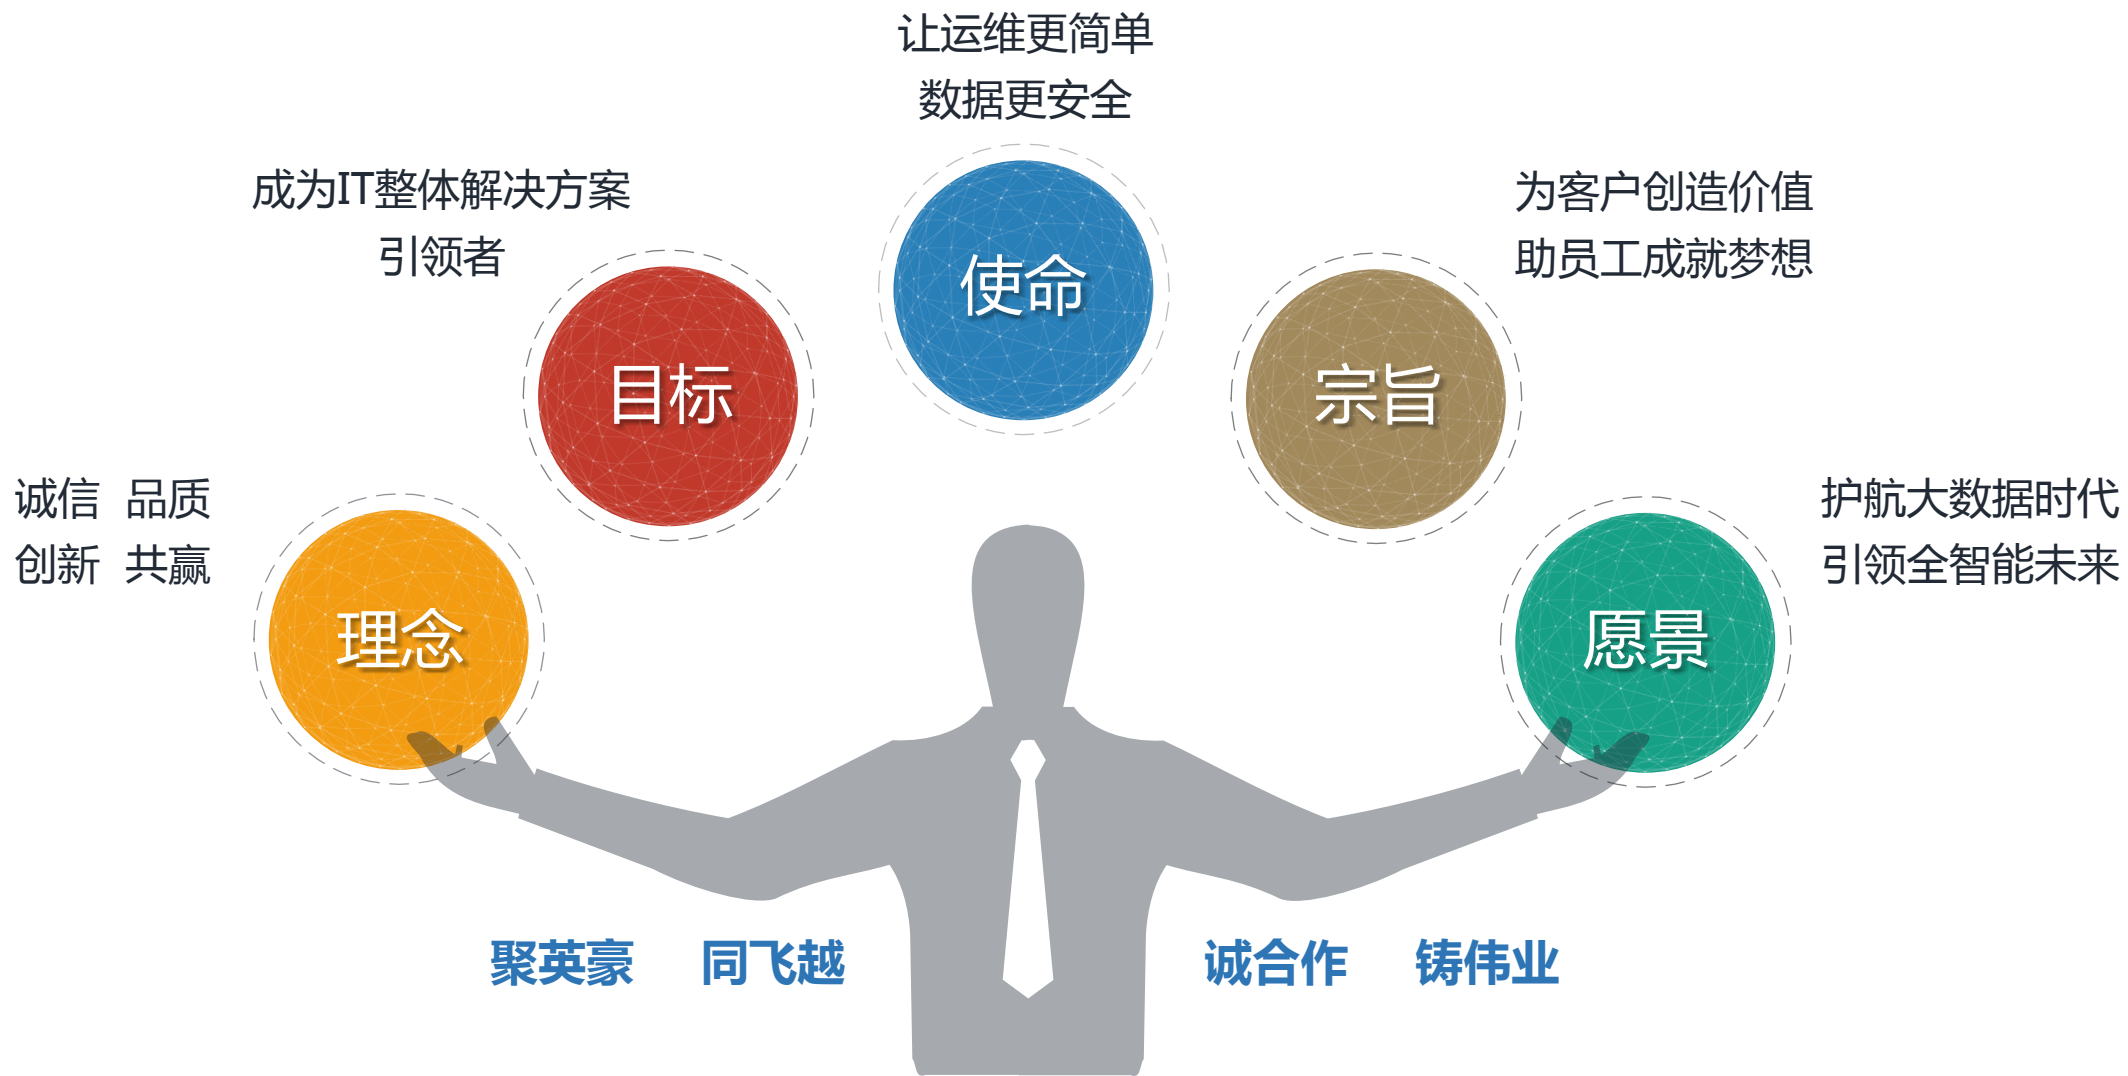 让运维更简单
数据更安全
使命
成为IT整体解决方案
引领者
目标
为客户创造价值
助员工成就梦想
宗旨
诚信 品质
创新 共赢
理念
护航大数据时代
引领全智能未来
愿景
聚英豪 同飞越 诚合作 铸伟业